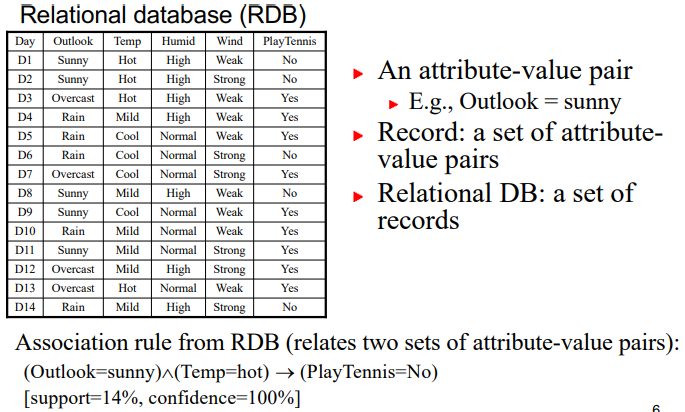 Relational database (RDB)
Day Outlook Temp Humid Wind PlayTennis
D1 Sunny Hot High Weak No
D2 Sunny Hot High Strong No
D3 Overcast Hot High Weak Yes
D4 Rain Mild High Weak Yes
D5 Rain Cool Normal Weak Yes
D6 Rain Cool Normal Strong No
D7 Overcast Cool Normal Strong Yes
D8 Sunny Mild High Weak No
D9 Sunny Cool Normal Weak Yes
D10 Rain Mild Normal Weak Yes
D11 Sunny Mild Normal Strong Yes
D12 Overcast Mild High Strong Yes
D13 Overcast Hot Normal Weak Yes
D14 Rain Mild High Strong No
An attribute-value pair
E.g., Outlook = sunny
Record: a set of attribute-
value pairs
Relational DB: a set of
records
Association rule from RDB (relates two sets of attribute-value pairs):
(Outlook=sunny)∧(Temp=hot) → (PlayTennis=No)
[support=14%, confidence=100%]
6